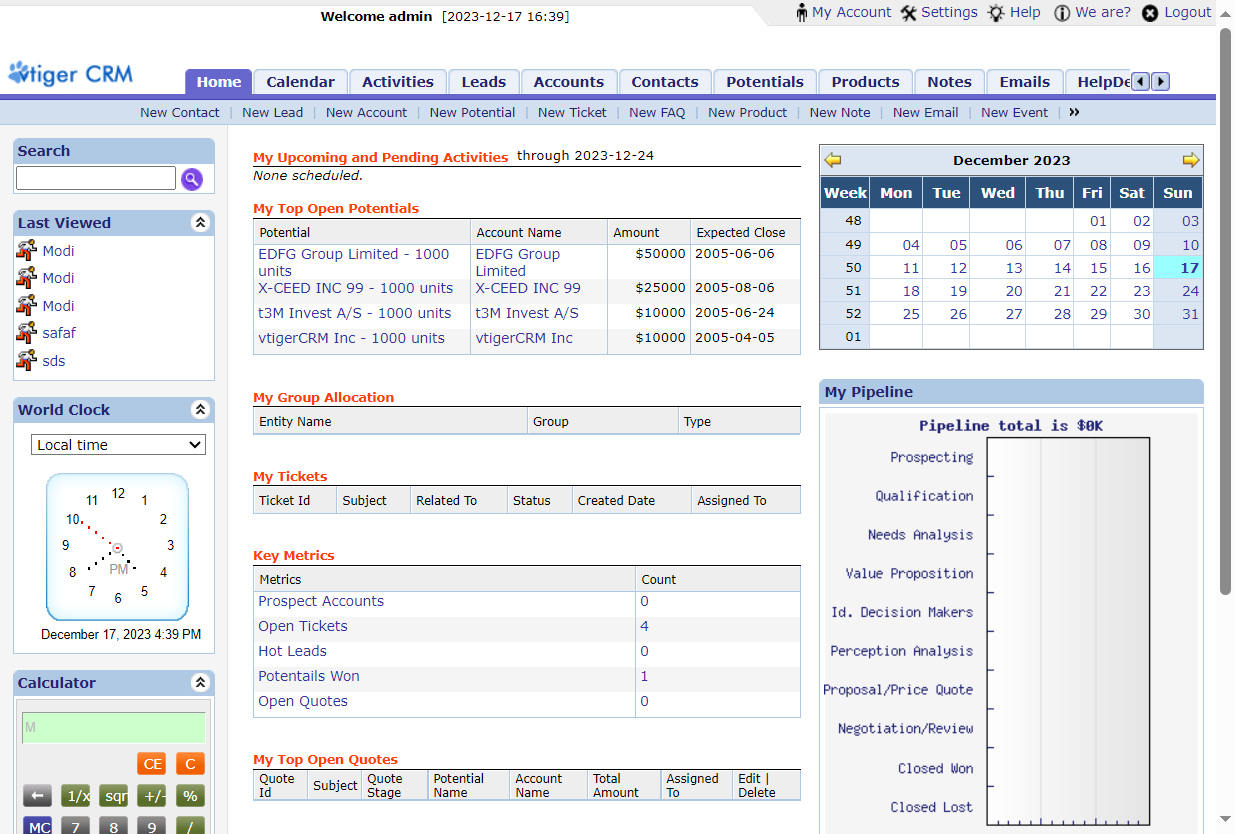 Welcome admin [2023-12-17 16:39]
My Account Settings Help We are? Logout
vtiger CRM
Home Calendar Activities Leads Accounts Contacts Potentials Products Notes Emails HelpDe
New Contact | New Lead | New Account | New Potential | New Ticket | New FAQ | New Product | New Note | New Email | New Event | »
Search
Last Viewed
Modi
Modi
Modi
safaf
sds
World Clock
Local time
12
11 1
10 2
9 3
8 4
7 5
6
PM
December 17, 2023 4:39 PM
Calculator
M
CE C
← 1/x sqr +/- %
MC 7 8 9 /
My Upcoming and Pending Activities through 2023-12-24
None scheduled.
My Top Open Potentials
Potential Account Name Amount Expected Close
EDFG Group Limited - 1000 units EDFG Group Limited $50000 2005-06-06
X-CEED INC 99 - 1000 units X-CEED INC 99 $25000 2005-08-06
t3M Invest A/S - 1000 units t3M Invest A/S $10000 2005-06-24
vtigerCRM Inc - 1000 units vtigerCRM Inc $10000 2005-04-05
My Group Allocation
Entity Name Group Type
My Tickets
Ticket Id Subject Related To Status Created Date Assigned To
Key Metrics
Metrics Count
Prospect Accounts 0
Open Tickets 4
Hot Leads 0
Potentails Won 1
Open Quotes 0
My Top Open Quotes
Quote Id Subject Quote Stage Potential Name Account Name Total Amount Assigned To Edit | Delete
December 2023
Week Mon Tue Wed Thu Fri Sat Sun
48 01 02 03
49 04 05 06 07 08 09 10
50 11 12 13 14 15 16 17
51 18 19 20 21 22 23 24
52 25 26 27 28 29 30 31
01
My Pipeline
Pipeline total is $0K
Prospecting
Qualification
Needs Analysis
Value Proposition
Id. Decision Makers
Perception Analysis
Proposal/Price Quote
Negotiation/Review
Closed Won
Closed Lost